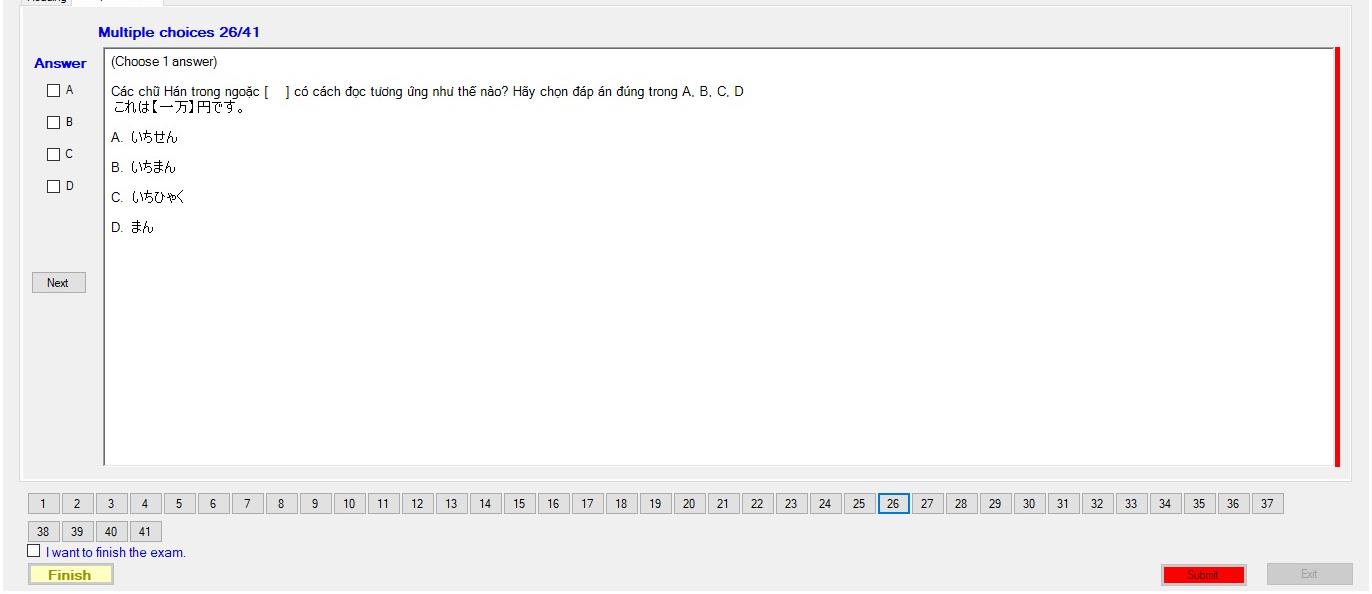 Multiple choices 26/41
Answer
(Choose 1 answer)
A
B
C
D
Các chữ Hán trong ngoặc [ ] có cách đọc tương ứng như thế nào? Hãy chọn đáp án đúng trong A, B, C, D
これは【一万】円です。
A. いちせん
B. いちまん
C. いちひゃく
D. まん
Next
1 2 3 4 5 6 7 8 9 10 11 12 13 14 15 16 17 18 19 20 21 22 23 24 25 26 27 28 29 30 31 32 33 34 35 36 37
38 39 40 41
I want to finish the exam.
Finish
Submit
Exit